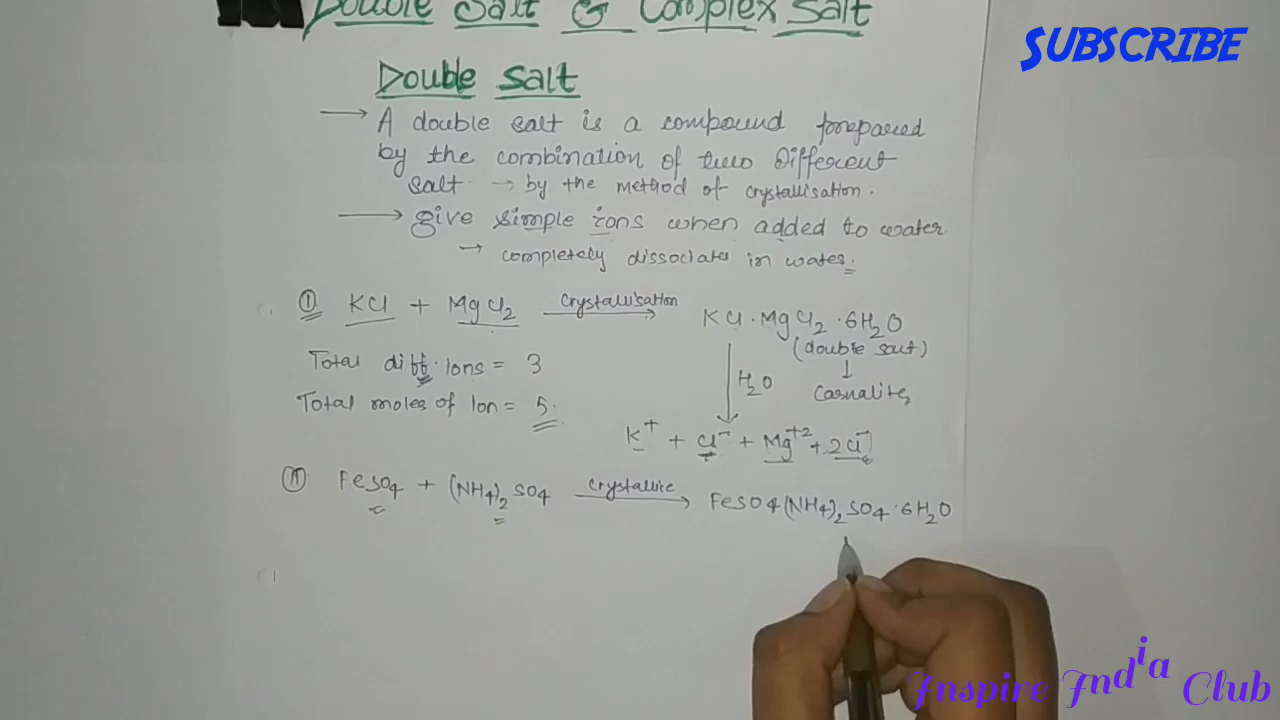 Double Salt & Complex Salt
SUBSCRIBE
Double Salt
→ A double salt is a compound prepared
by the combination of two Different
salt → by the method of crystallisation.
→ give simple ions when added to water
→ completely dissociates in water.
① KCl + MgCl2 Crystallisation → KCl·MgCl2·6H2O
(double salt)
Total diff. Ions = 3
↓ H2O
↓
Carnalite
Total moles of Ion = 5.
K+ + Cl- + Mg+2 + 2Cl-
② FeSO4 + (NH4)2SO4 Crystallise → FeSO4(NH4)2SO4·6H2O
Inspire India Club